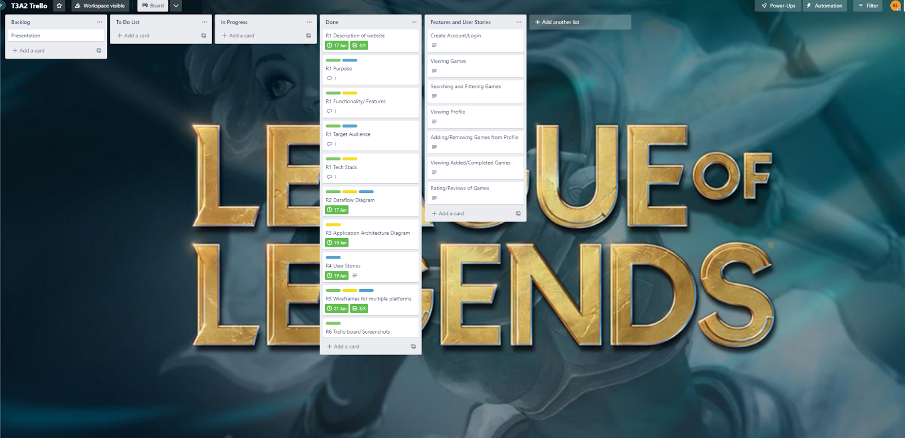 T3A2 Trello
Workspace visible
Board
Power-Ups
Automation
Filter
Backlog
Presentation
+ Add a card
To Do List
+ Add a card
In Progress
+ Add a card
Done
R1 Description of website
17 Jan
R1 Purpose
1
R1 Functionality/ Features
1
R1 Target Audience
1
R1 Tech Stack
1
R2 Dataflow Diagram
17 Jan
R3 Application Architecture Diagram
19 Jan
R4 User Stories
19 Jan
R5 Wireframes for multiple platforms
21 Jan
3/3
R6 Trello board Screenshots
+ Add a card
Features and User Stories
Create Account/Login
Viewing Games
Searching and Filtering Games
Viewing Profile
Adding/Removing Games from Profile
Viewing Added/Completed Games
Rating/Reviews of Games
+ Add a card
+ Add another list
LE UE OF
LE ENDS